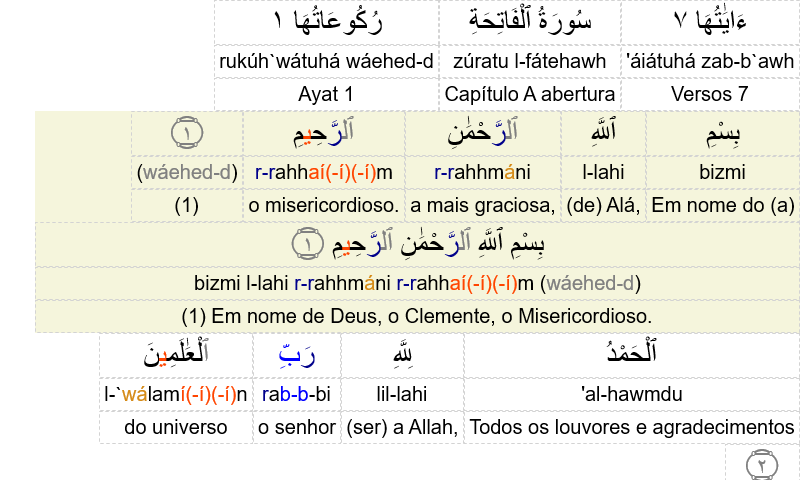 ءَايَٰتُهَا ٧ سُورَةُ ٱلْفَاتِحَةِ رُكُوعَاتُهَا ١
'áiátuhá zab-b`awh zúratu l-fátehawh rukúh`wátuhá wáehed-d
Versos 7 Capítulo A abertura Ayat 1
بِسْمِ ٱللَّهِ ٱلرَّحْمَٰنِ ٱلرَّحِيمِ ١
bizmi l-lahi r-rahhmáni r-rahhaí(-í)(-í)m (wáehed-d)
Em nome do (a) (de) Alá, a mais graciosa, o misericordioso. (1)
بِسْمِ ٱللَّهِ ٱلرَّحْمَٰنِ ٱلرَّحِيمِ ١
bizmi l-lahi r-rahhmáni r-rahhaí(-í)(-í)m (wáehed-d)
(1) Em nome de Deus, o Clemente, o Misericordioso.
ٱلْحَمْدُ لِلَّهِ رَبِّ ٱلْعَٰلَمِينَ
'al-hawmdu lil-lahi rab-b-bi l-`wálamí(-í)(-í)n
Todos os louvores e agradecimentos (ser) a Allah, o senhor do universo
٢